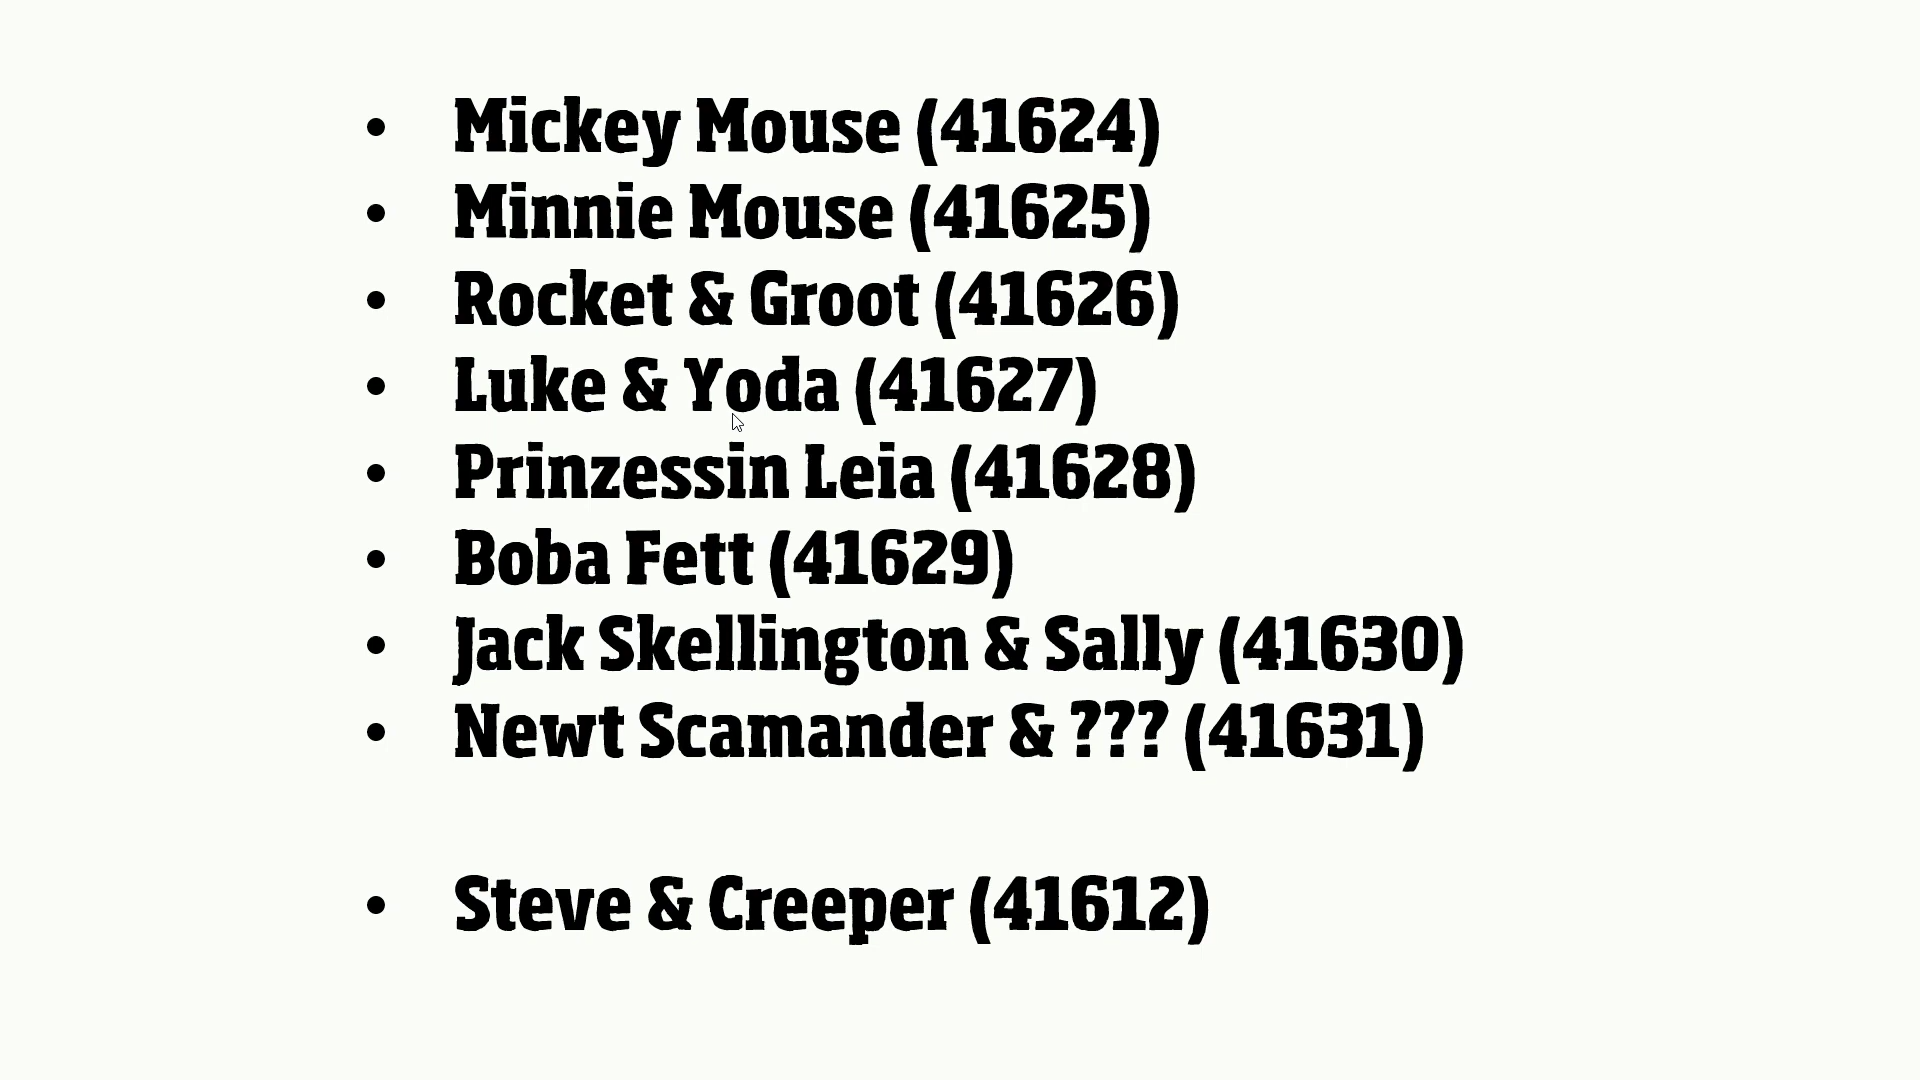 • Mickey Mouse (41624)
• Minnie Mouse (41625)
• Rocket & Groot (41626)
• Luke & Yoda (41627)
• Prinzessin Leia (41628)
• Boba Fett (41629)
• Jack Skellington & Sally (41630)
• Newt Scamander & ??? (41631)
• Steve & Creeper (41612)